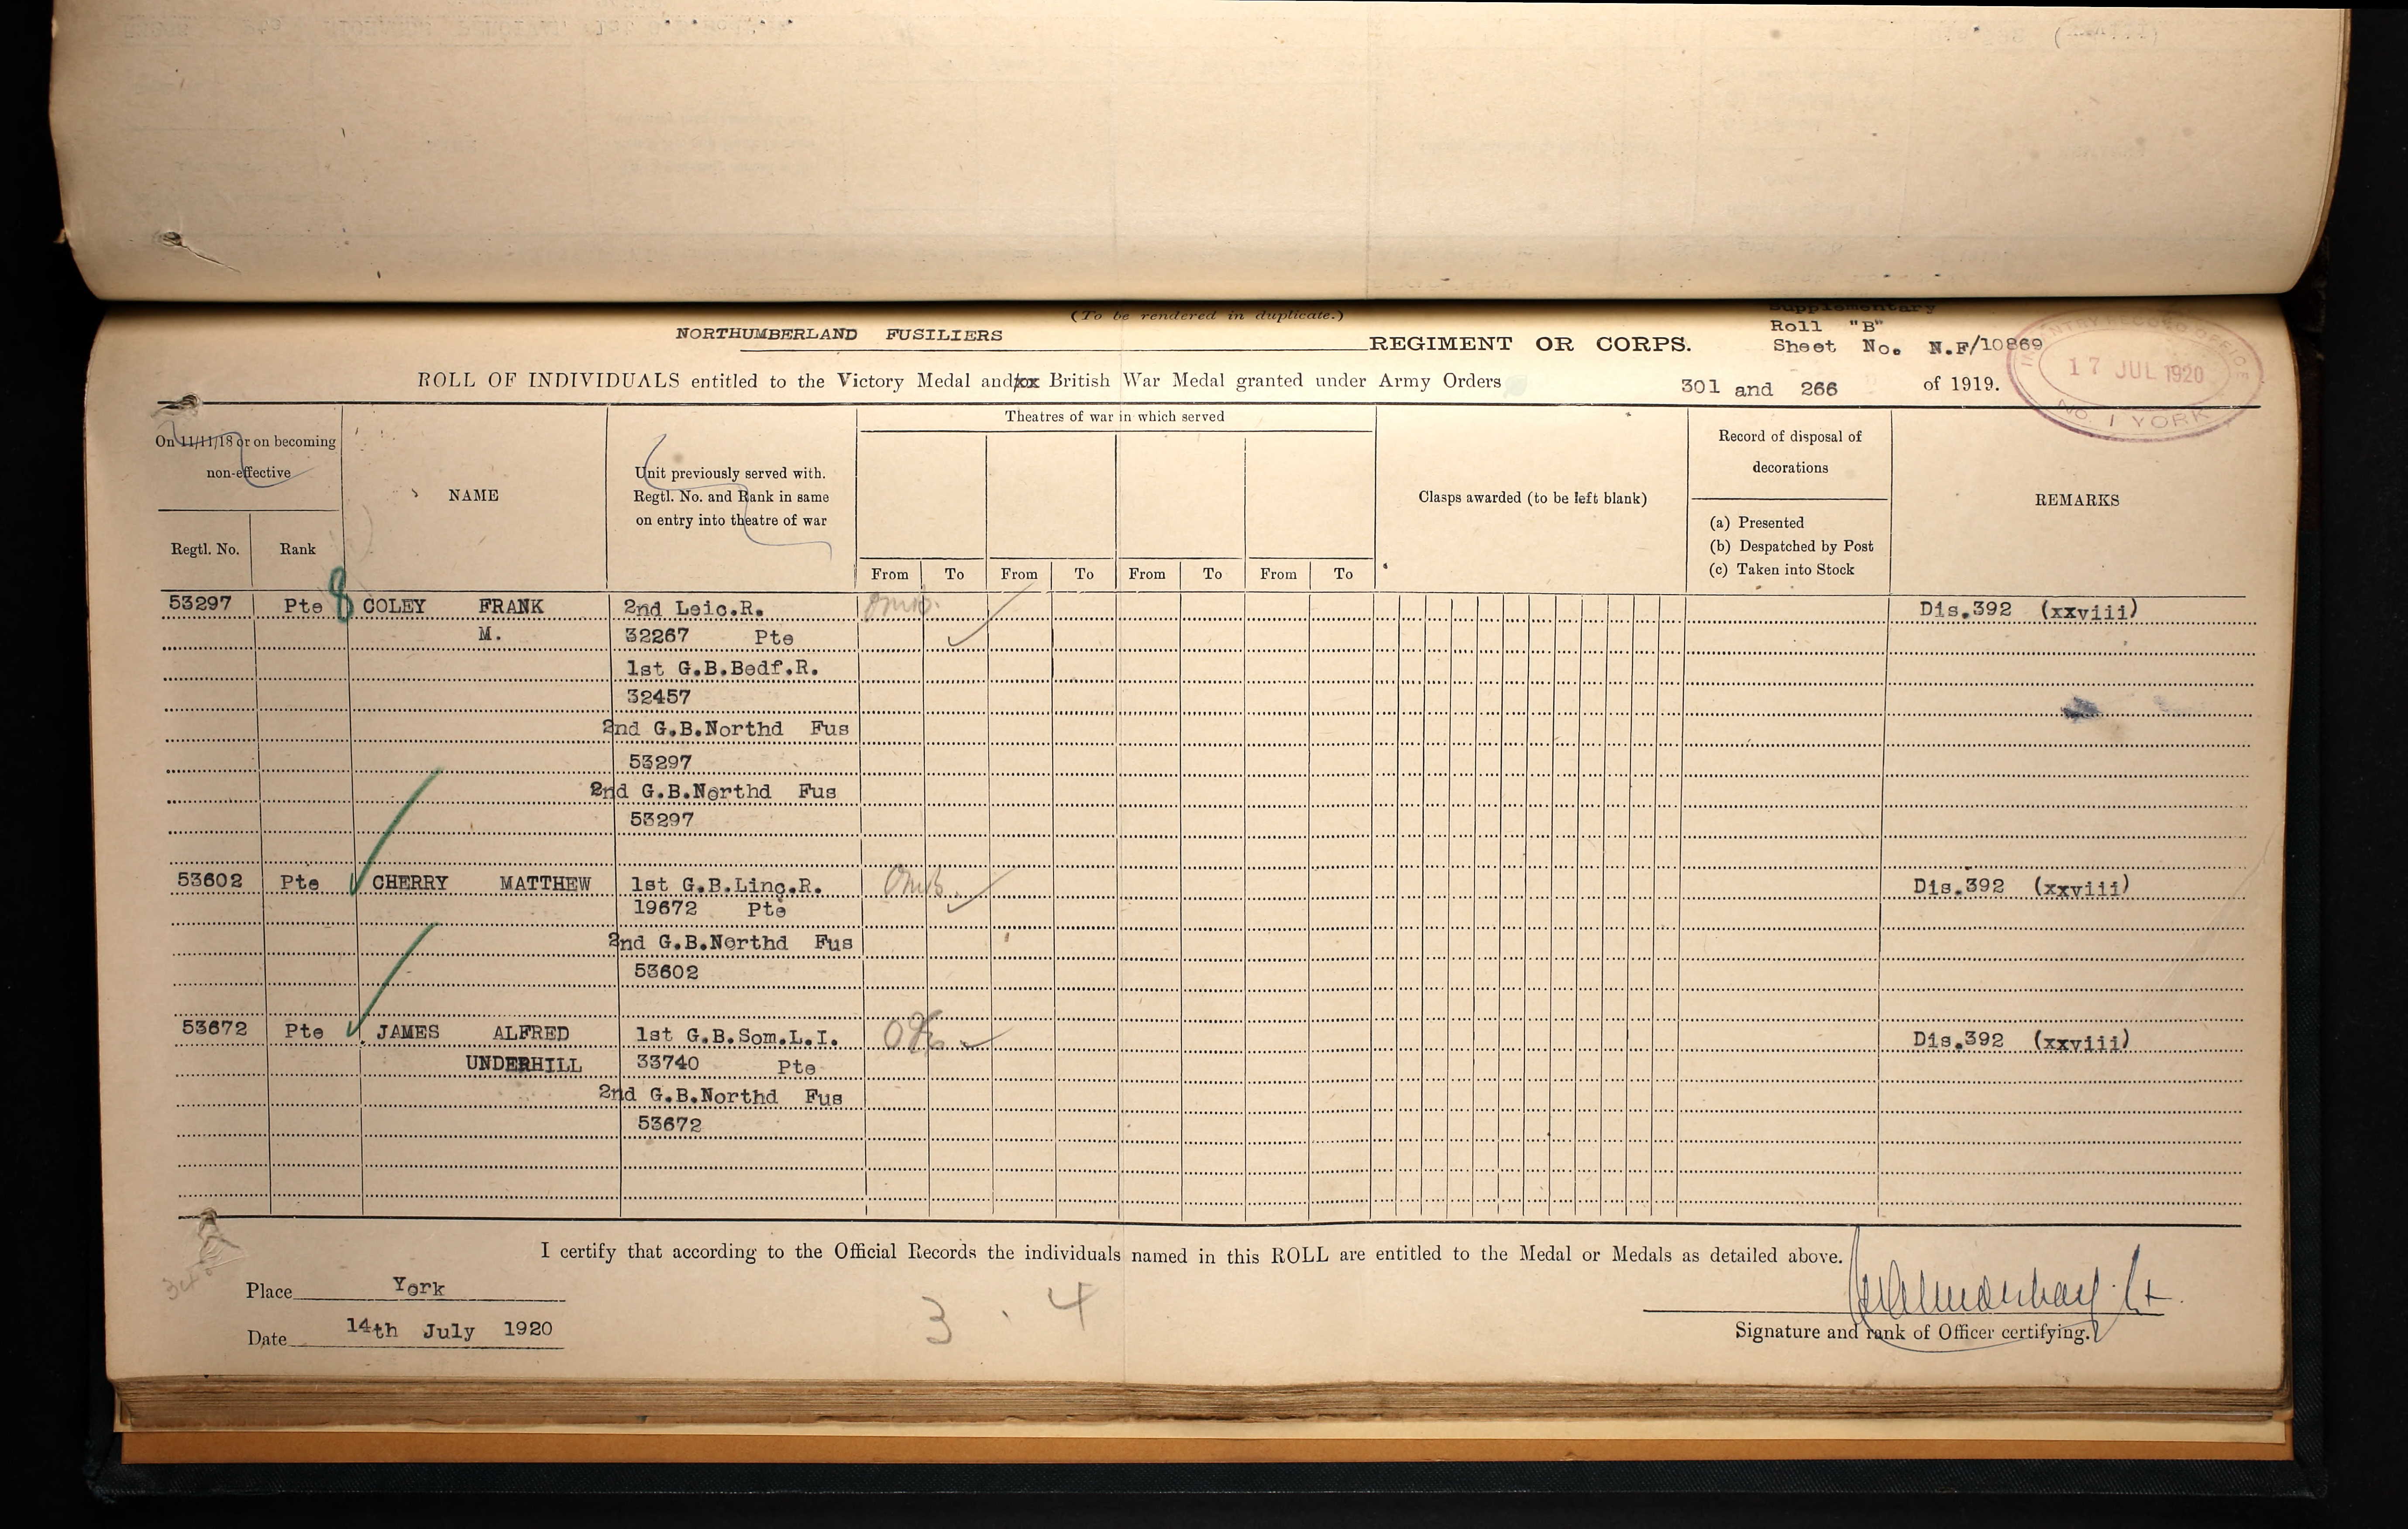 (To be rendered in duplicate.)
Supplementary
NORTHUMBERLAND FUSILIERS REGIMENT OR CORPS.
Roll "B"
Sheet No. N.F/10869
INFANTRY RECORD OFFICE
17 JUL 1920
NO. 1 YORK
ROLL OF INDIVIDUALS entitled to the Victory Medal and/xx British War Medal granted under Army Orders 301 and 266 of 1919.
On 11/11/18 or on becoming
non-effective
Regtl. No. Rank
NAME
Unit previously served with.
Regtl. No. and Rank in same
on entry into theatre of war
Theatres of war in which served
From To From To From To From To
Clasps awarded (to be left blank)
Record of disposal of
decorations
(a) Presented
(b) Despatched by Post
(c) Taken into Stock
REMARKS
53297 Pte 8 COLEY FRANK 2nd Leic.R. Dis.392 (xxviii)
M. 32267 Pte
1st G.B.Bedf.R.
32457
2nd G.B.Northd Fus
53297
2nd G.B.Northd Fus
53297
53602 Pte CHERRY MATTHEW 1st G.B.Linc.R. Dis.392 (xxviii)
19672 Pte
2nd G.B.Northd Fus
53602
53672 Pte JAMES ALFRED 1st G.B.Som.L.I. Dis.392 (xxviii)
UNDERHILL 33740 Pte
2nd G.B.Northd Fus
53672
I certify that according to the Official Records the individuals named in this ROLL are entitled to the Medal or Medals as detailed above.
Place York
Date 14th July 1920
3 . 4
Signature and rank of Officer certifying.